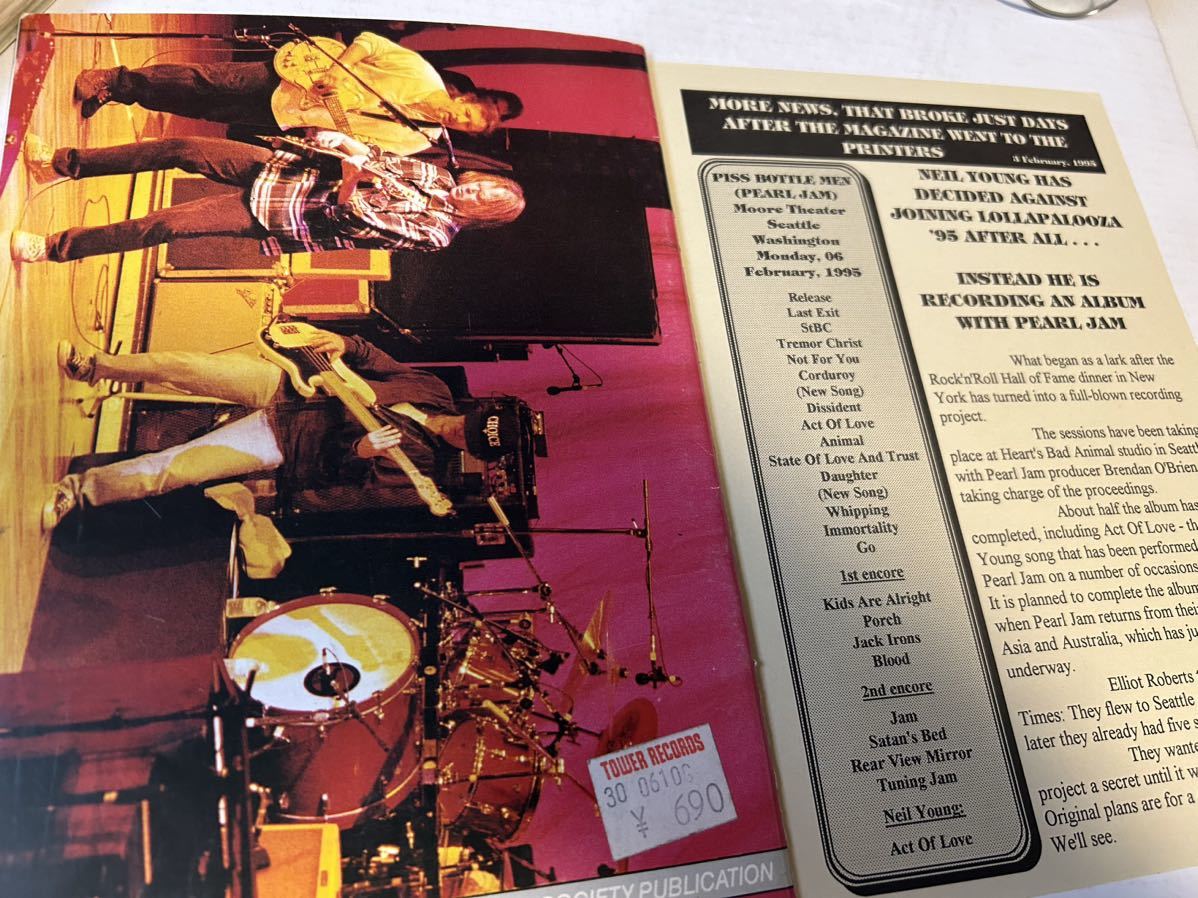 CHOICE
TOWER RECORDS
30 0610
¥ 690
SOCIETY PUBLICATION
MORE NEWS, THAT BROKE JUST DAYS
AFTER THE MAGAZINE WENT TO THE
PRINTERS
February, 1995
PISS BOTTLE MEN
(PEARL JAM)
Moore Theater
Seattle
Washington
Monday, 06
February, 1995
Release
Last Exit
StBC
Tremor Christ
Not For You
Corduroy
(New Song)
Dissident
Act Of Love
Animal
State Of Love And Trust
Daughter
(New Song)
Whipping
Immortality
Go
1st encore
Kids Are Alright
Porch
Jack Irons
Blood
2nd encore
Jam
Satan's Bed
Rear View Mirror
Tuning Jam
Neil Young:
Act Of Love
NEIL YOUNG HAS
DECIDED AGAINST
JOINING LOLLAPALOOZA
'95 AFTER ALL . . .
INSTEAD HE IS
RECORDING AN ALBUM
WITH PEARL JAM
What began as a lark after the
Rock'n'Roll Hall of Fame dinner in New
York has turned into a full-blown recording
project.
The sessions have been taking
place at Heart's Bad Animal studio in Seatt
with Pearl Jam producer Brendan O'Brien
taking charge of the proceedings.
About half the album has
completed, including Act Of Love - th
Young song that has been performed
Pearl Jam on a number of occasions
It is planned to complete the album
when Pearl Jam returns from thei
Asia and Australia, which has ju
underway.
Elliot Roberts
Times: They flew to Seattle
later they already had five s
They wante
project a secret until it w
Original plans are for a
We'll see.